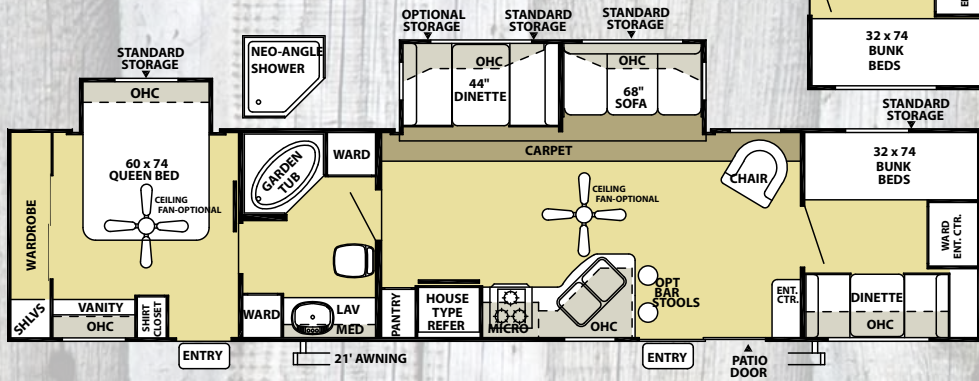 OPTIONAL
STORAGE
STANDARD
STORAGE
STANDARD
STORAGE
32 x 74
BUNK
BEDS
STANDARD
STORAGE
NEO-ANGLE
SHOWER
OHC
44"
DINETTE
OHC
68"
SOFA
STANDARD
STORAGE
OHC
60 x 74
QUEEN BED
CEILING
FAN-OPTIONAL
WARDROBE
SHLVS
VANITY
OHC
SHIRT
CLOSET
GARDEN
TUB
WARD
WARD
LAV
MED
CARPET
CEILING
FAN-OPTIONAL
CHAIR
PANTRY
HOUSE
TYPE
REFER
MICRO
OHC
OPT
BAR
STOOLS
ENT.
CTR.
32 x 74
BUNK
BEDS
WARD
ENT. CTR.
DINETTE
OHC
ENTRY
21' AWNING
ENTRY
PATIO
DOOR